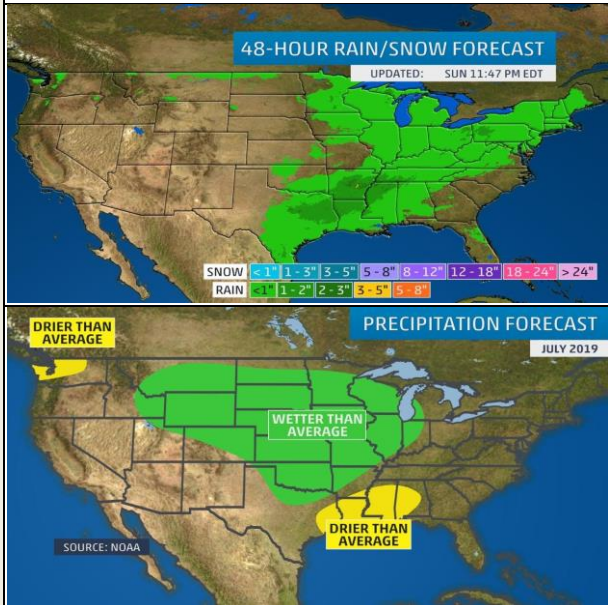 48-HOUR RAIN/SNOW FORECAST
UPDATED: SUN 11:47 PM EDT
SNOW <1" 1 - 3" 3 - 5" 5 - 8" 8 - 12" 12 - 18" 18 - 24" > 24"
RAIN <1" 1 - 2" 2 - 3" 3 - 5" 5 - 8"
PRECIPITATION FORECAST
JULY 2019
DRIER THAN
AVERAGE
WETTER THAN
AVERAGE
DRIER THAN
AVERAGE
SOURCE: NOAA